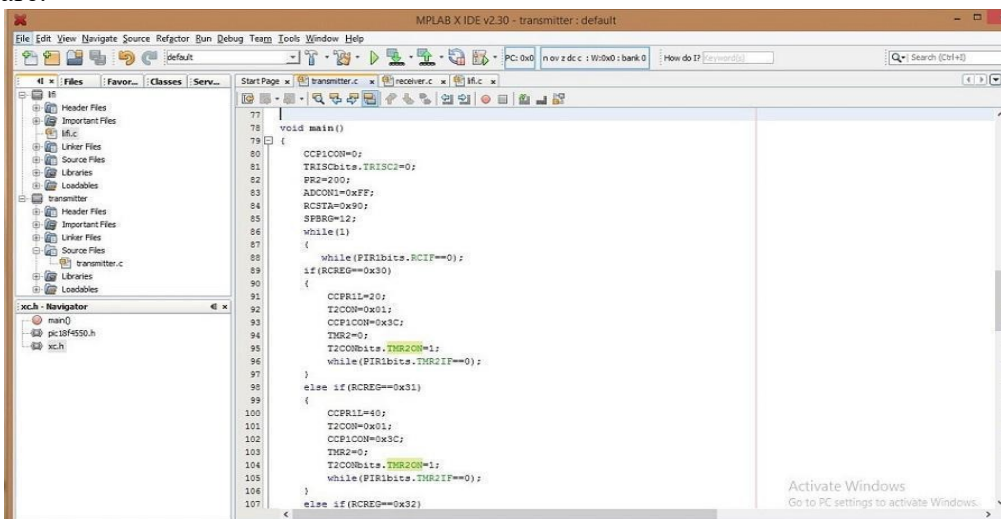 MPLAB X IDE v2.30 - transmitter : default
File Edit View Navigate Source Refactor Run Debug Team Tools Window Help
default
PC: 0x0
n ov z dc c : W:0x0 : bank 0
How do I?
Keyword(s)
Search (Ctrl+I)
Files
Favor...
Classes
Serv...
Start Page
transmitter.c
receiver.c
lifi.c
lifi
Header Files
Important Files
lifi.c
Linker Files
Source Files
Libraries
Loadables
transmitter
Header Files
Important Files
Linker Files
Source Files
transmitter.c
Libraries
Loadables
xc.h - Navigator
main()
pic18f4550.h
xc.h
77
78 void main()
79 {
80 CCP1CON=0;
81 TRISCbits.TRISC2=0;
82 PR2=200;
83 ADCON1=0xFF;
84 RCSTA=0x90;
85 SPBRG=12;
86 while(1)
87 {
88 while(PIR1bits.RCIF==0);
89 if(RCREG==0x30)
90 {
91 CCPR1L=20;
92 T2CON=0x01;
93 CCP1CON=0x3C;
94 TMR2=0;
95 T2CONbits.TMR2ON=1;
96 while(PIR1bits.TMR2IF==0);
97 }
98 else if(RCREG==0x31)
99 {
100 CCPR1L=40;
101 T2CON=0x01;
102 CCP1CON=0x3C;
103 TMR2=0;
104 T2CONbits.TMR2ON=1;
105 while(PIR1bits.TMR2IF==0);
106 }
107 else if(RCREG==0x32)
Activate Windows
Go to PC settings to activate Windows.